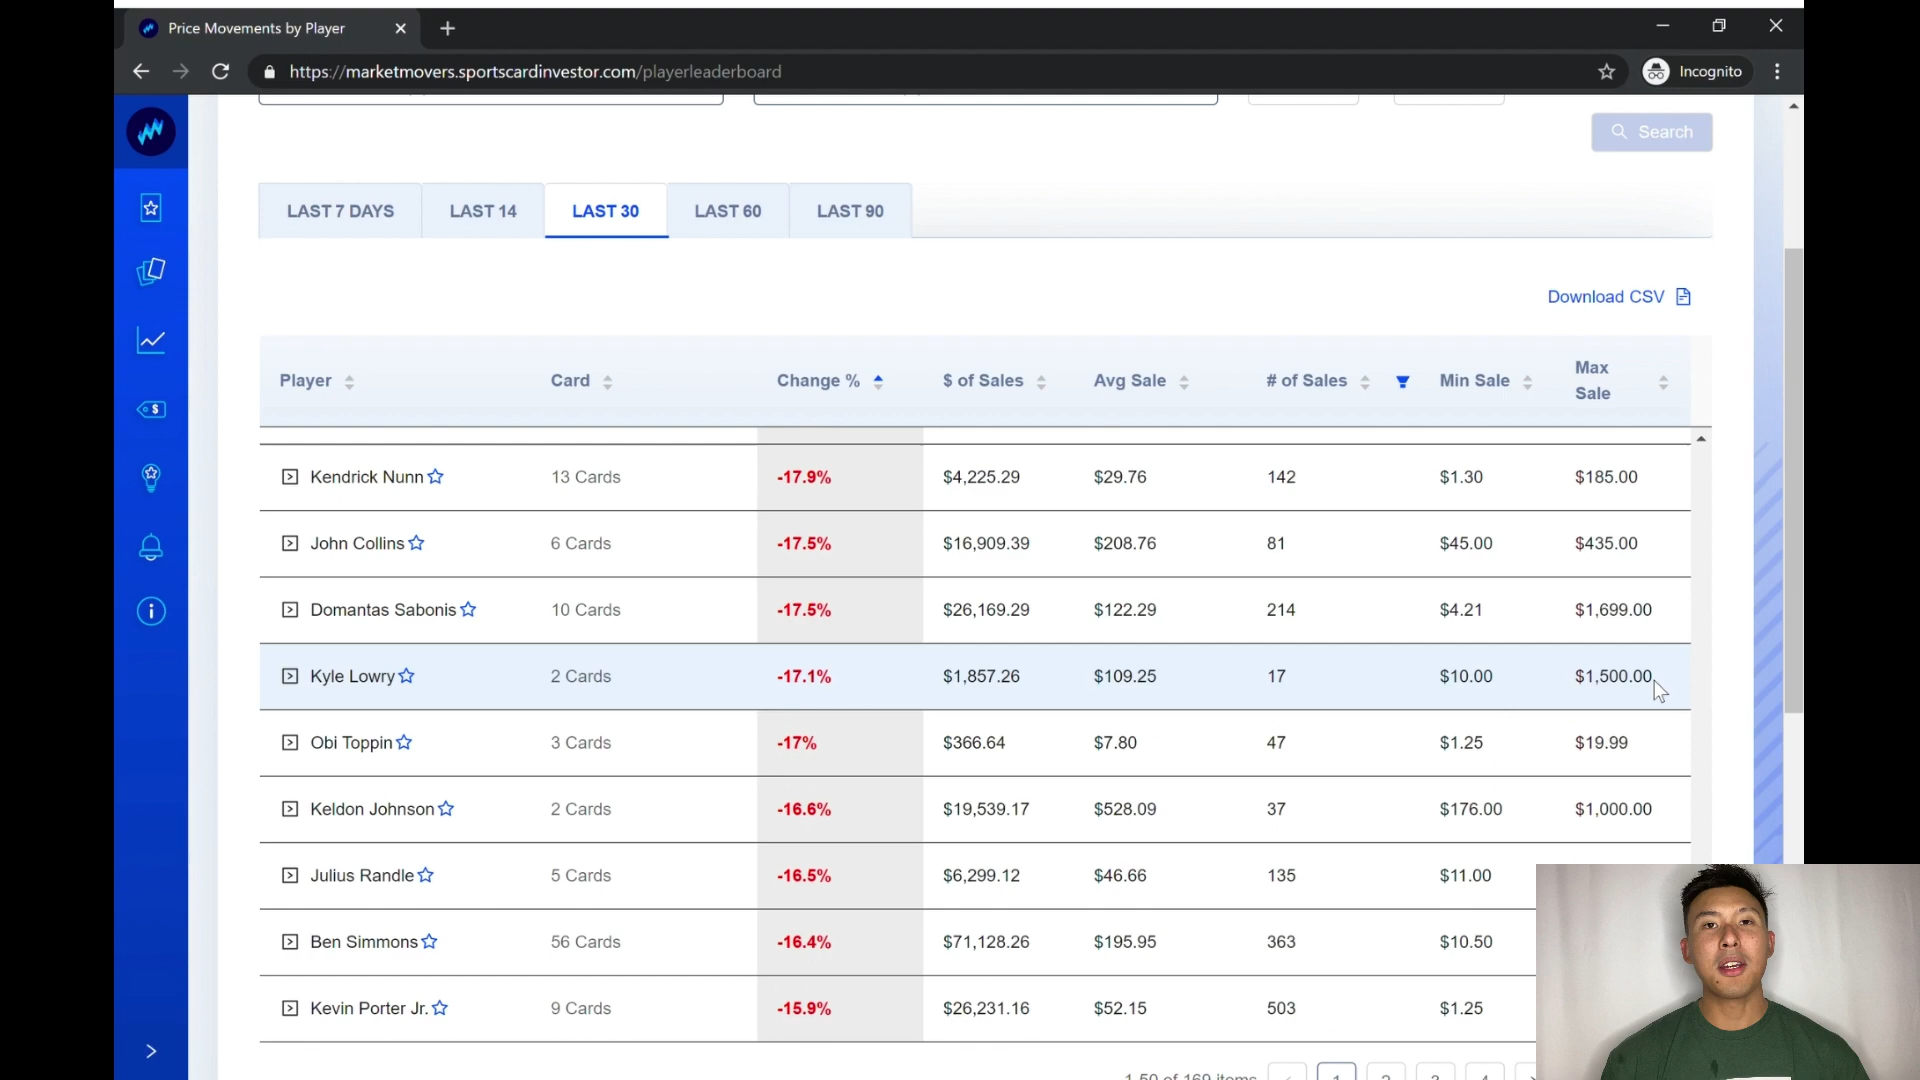 Price Movements by Player
https://marketmovers.sportscardinvestor.com/playerleaderboard
Incognito
Search
LAST 7 DAYS LAST 14 LAST 30 LAST 60 LAST 90
Download CSV
Player Card Change % $ of Sales Avg Sale # of Sales Min Sale Max Sale
Kendrick Nunn 13 Cards -17.9% $4,225.29 $29.76 142 $1.30 $185.00
John Collins 6 Cards -17.5% $16,909.39 $208.76 81 $45.00 $435.00
Domantas Sabonis 10 Cards -17.5% $26,169.29 $122.29 214 $4.21 $1,699.00
Kyle Lowry 2 Cards -17.1% $1,857.26 $109.25 17 $10.00 $1,500.00
Obi Toppin 3 Cards -17% $366.64 $7.80 47 $1.25 $19.99
Keldon Johnson 2 Cards -16.6% $19,539.17 $528.09 37 $176.00 $1,000.00
Julius Randle 5 Cards -16.5% $6,299.12 $46.66 135 $11.00
Ben Simmons 56 Cards -16.4% $71,128.26 $195.95 363 $10.50
Kevin Porter Jr. 9 Cards -15.9% $26,231.16 $52.15 503 $1.25
1-50 of 169 items 1 2 3 4